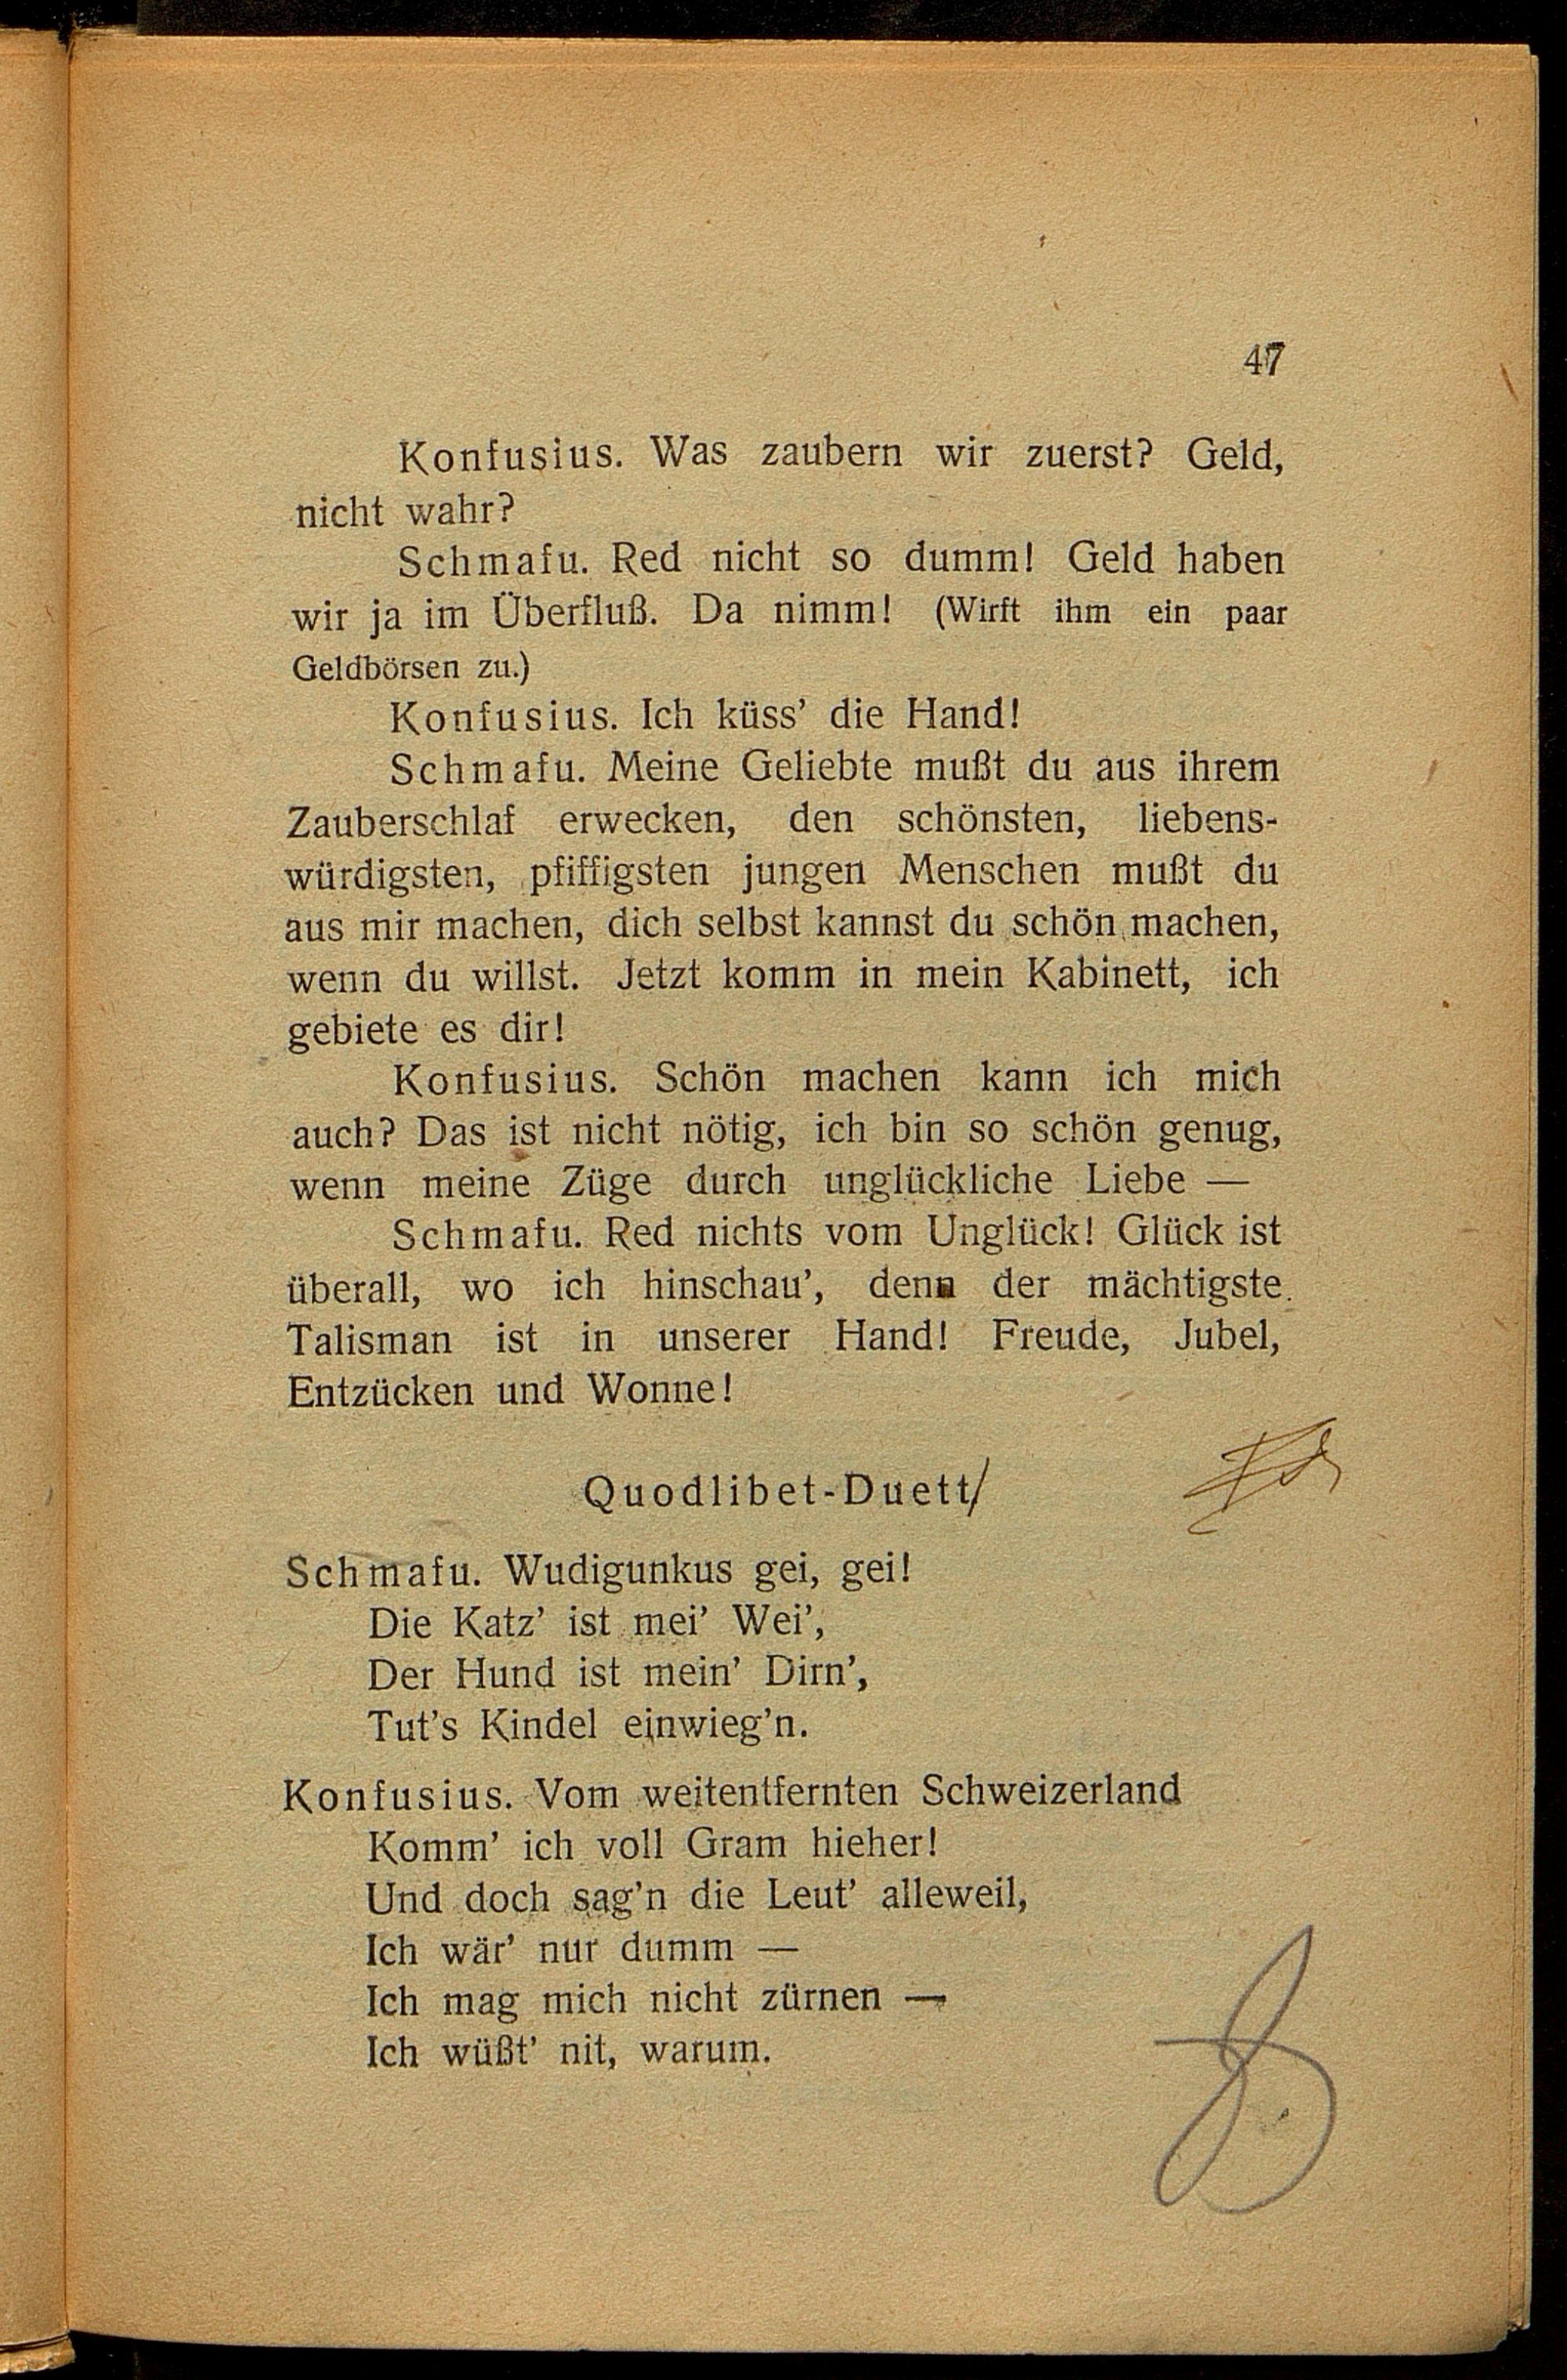 47
Konfusius. Was zaubern wir zuerst? Geld,
nicht wahr?
Schmafu. Red nicht so dumm! Geld haben
wir ja im Überfluß. Da nimm! (Wirft ihm ein paar
Geldbörsen zu.)
Konfusius. Ich küss’ die Hand!
Schmafu. Meine Geliebte mußt du aus ihrem
Zauberschlaf erwecken, den schönsten, liebens-
würdigsten, pfiffigsten jungen Menschen mußt du
aus mir machen, dich selbst kannst du schön machen,
wenn du willst. Jetzt komm in mein Kabinett, ich
gebiete es dir!
Konfusius. Schön machen kann ich mich
auch? Das ist nicht nötig, ich bin so schön genug,
wenn meine Züge durch unglückliche Liebe —
Schmafu. Red nichts vom Unglück! Glück ist
überall, wo ich hinschau’, denn der mächtigste
Talisman ist in unserer Hand! Freude, Jubel,
Entzücken und Wonne!
Quodlibet-Duett
Schmafu. Wudigunkus gei, gei!
Die Katz’ ist mei’ Wei’,
Der Hund ist mein’ Dirn’,
Tut’s Kindel einwieg’n.
Konfusius. Vom weitentfernten Schweizerland
Komm’ ich voll Gram hieher!
Und doch sag’n die Leut’ alleweil,
Ich wär’ nur dumm —
Ich mag mich nicht zürnen —
Ich wüßt’ nit, warum.